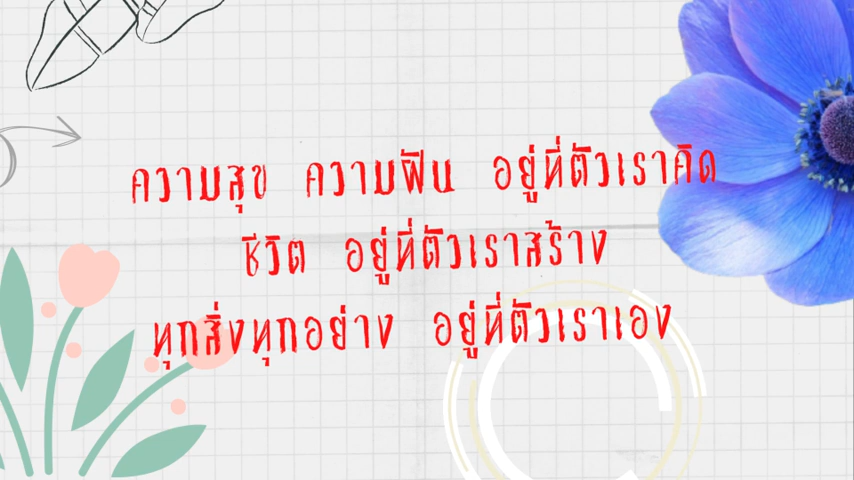 ความสุข ความฝัน อยู่ที่ตัวเราคิด
ชีวิต อยู่ที่ตัวเราสร้าง
ทุกสิ่งทุกอย่าง อยู่ที่ตัวเราเอง